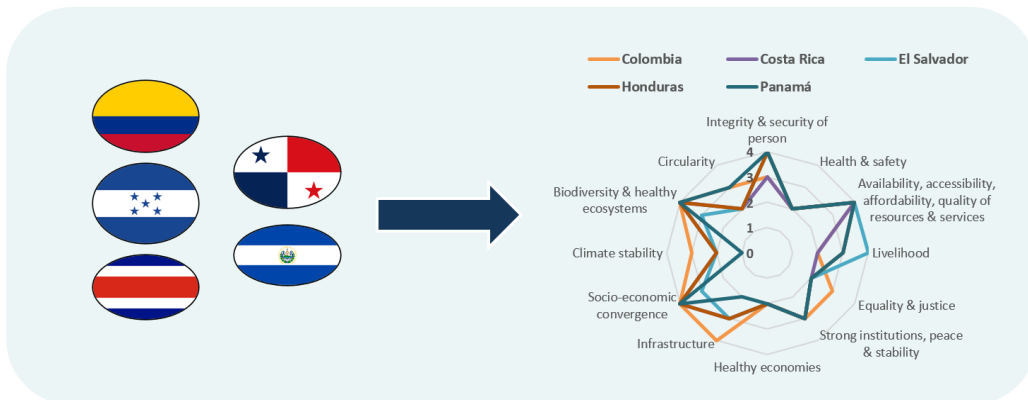 Colombia
Costa Rica
El Salvador
Honduras
Panamá
Integrity & security of
person
4
3
2
1
0
Circularity
Health & safety
Biodiversity & healthy
ecosystems
Availability, accessibility,
affordability, quality of
resources & services
Climate stability
Livelihood
Socio-economic
convergence
Equality & justice
Infrastructure
Strong institutions, peace
& stability
Healthy economies